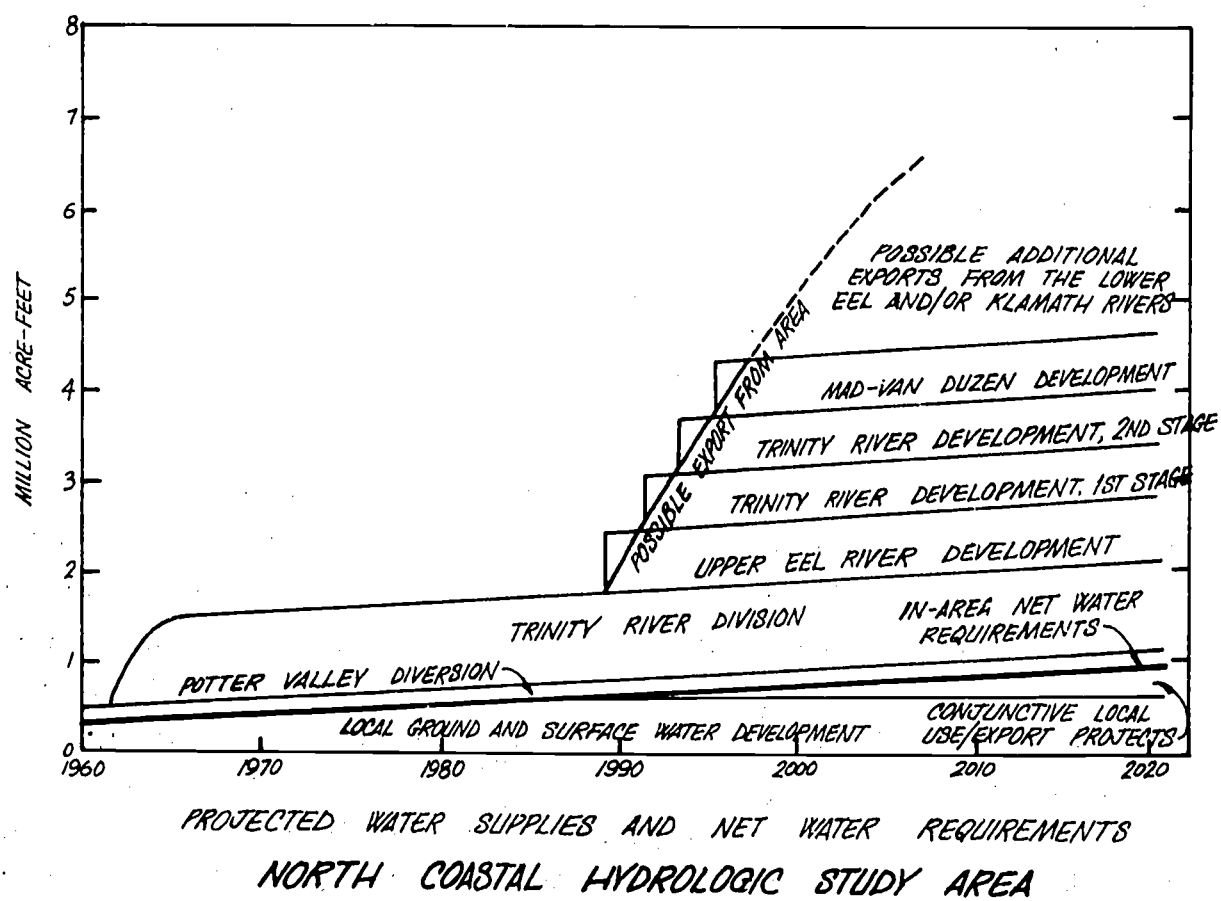 8
7
6
5
4
3
2
1
0
MILLION ACRE-FEET
POSSIBLE ADDITIONAL
EXPORTS FROM THE LOWER
EEL AND/OR KLAMATH RIVERS
POSSIBLE EXPORT FROM AREA
MAD-VAN DUZEN DEVELOPMENT
TRINITY RIVER DEVELOPMENT, 2ND STAGE
TRINITY RIVER DEVELOPMENT. 1ST STAGE
UPPER EEL RIVER DEVELOPMENT
TRINITY RIVER DIVISION
IN-AREA NET WATER
REQUIREMENTS
POTTER VALLEY DIVERSION
LOCAL GROUND AND SURFACE WATER DEVELOPMENT
CONJUNCTIVE LOCAL
USE/EXPORT PROJECTS
1960 1970 1980 1990 2000 2010 2020
PROJECTED WATER SUPPLIES AND NET WATER REQUIREMENTS
NORTH COASTAL HYDROLOGIC STUDY AREA